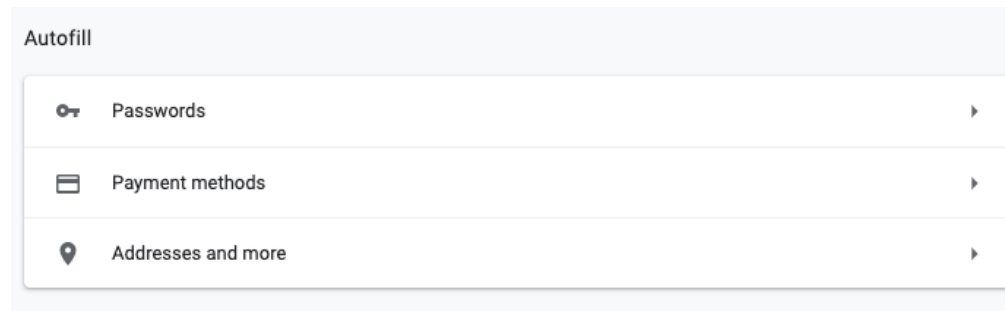 Autofill
Passwords
Payment methods
Addresses and more